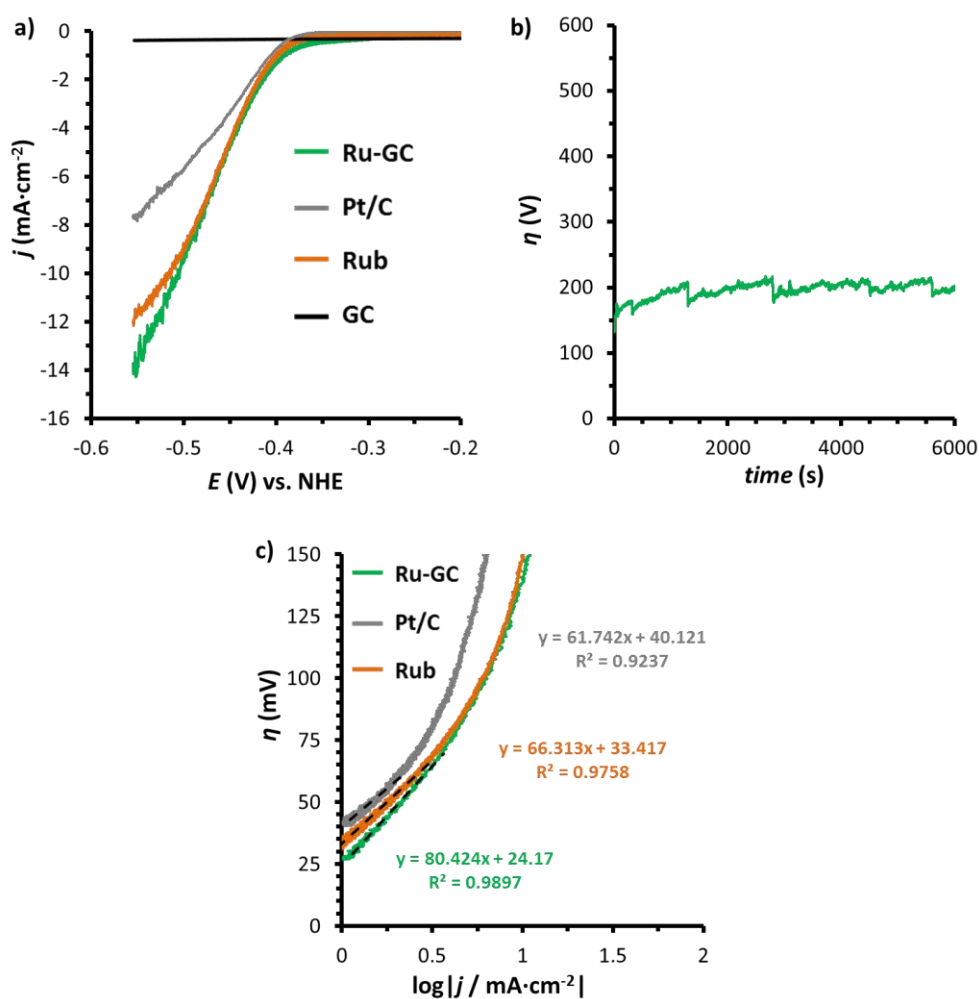 a)
0
-2
-4
-6
-8
-10
-12
-14
-16
j (mA·cm⁻²)
-0.6
-0.5
-0.4
-0.3
-0.2
E (V) vs. NHE
Ru-GC
Pt/C
Rub
GC
b)
600
500
400
300
200
100
0
η (V)
0
2000
4000
6000
time (s)
c)
150
125
100
75
50
25
0
η (mV)
Ru-GC
Pt/C
Rub
y = 61.742x + 40.121
R² = 0.9237
y = 66.313x + 33.417
R² = 0.9758
y = 80.424x + 24.17
R² = 0.9897
0
0.5
1
1.5
2
log|j / mA·cm⁻²|